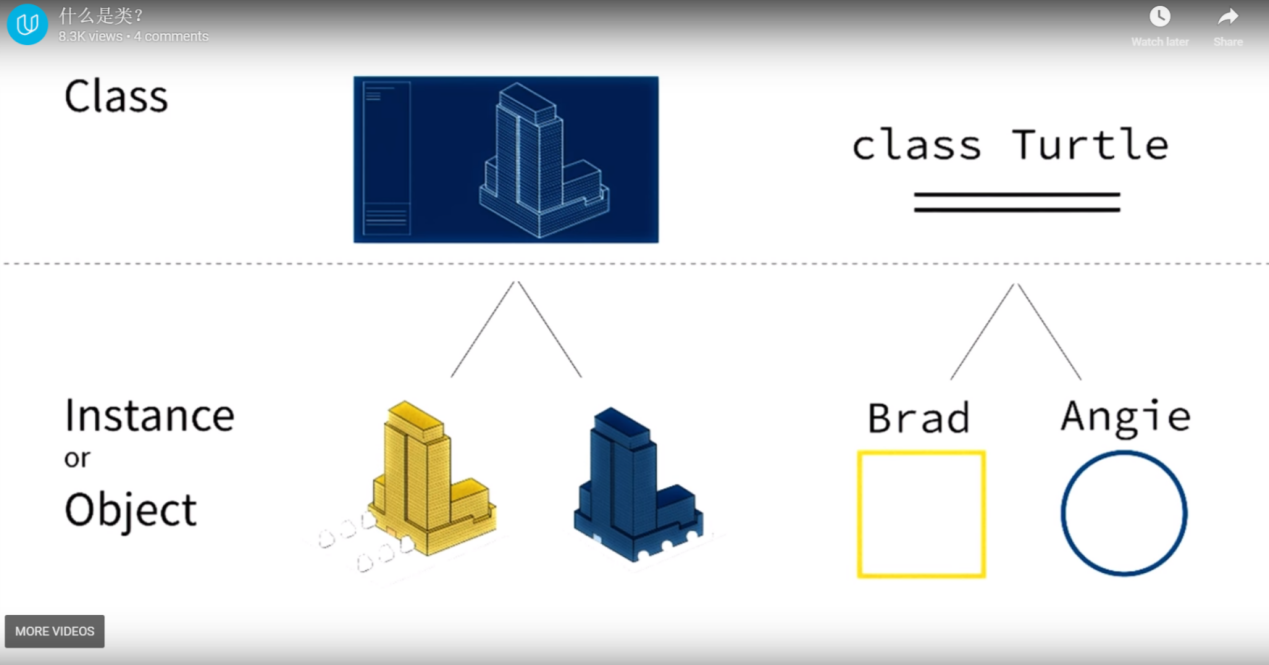 什么是类?
8.3K views • 4 comments
Watch later
Share
Class
class Turtle
Instance
or
Object
Brad
Angie
MORE VIDEOS